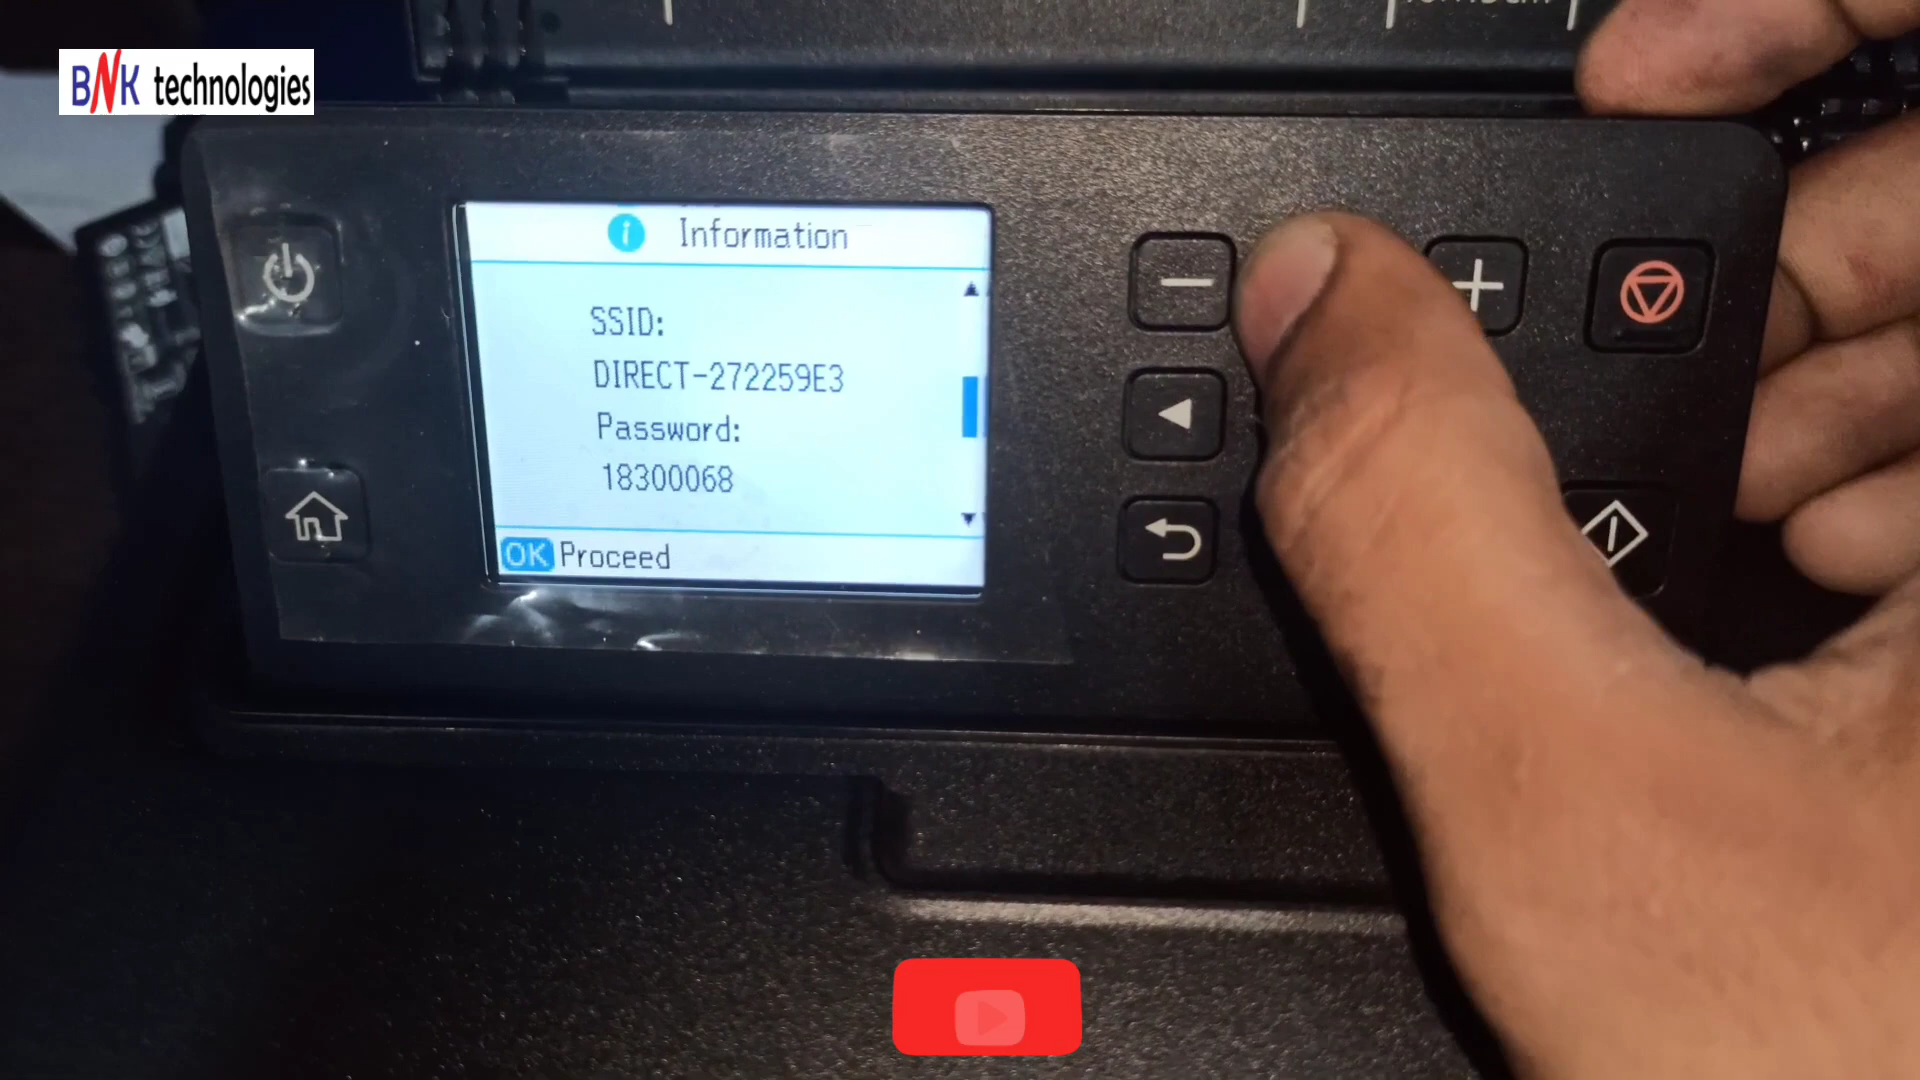 BNK technologies
Information
SSID:
DIRECT-272259E3
Password:
18300068
OK Proceed